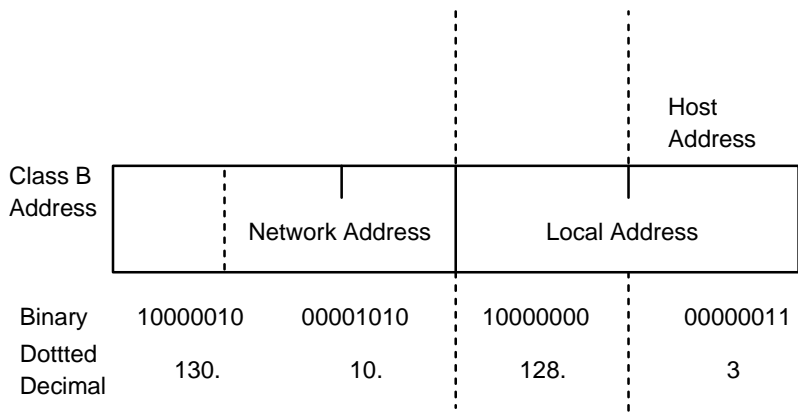 Host
Address
Class B
Address
Network Address
Local Address
Binary 10000010 00001010 10000000 00000011
Dottted
Decimal
130. 10. 128. 3